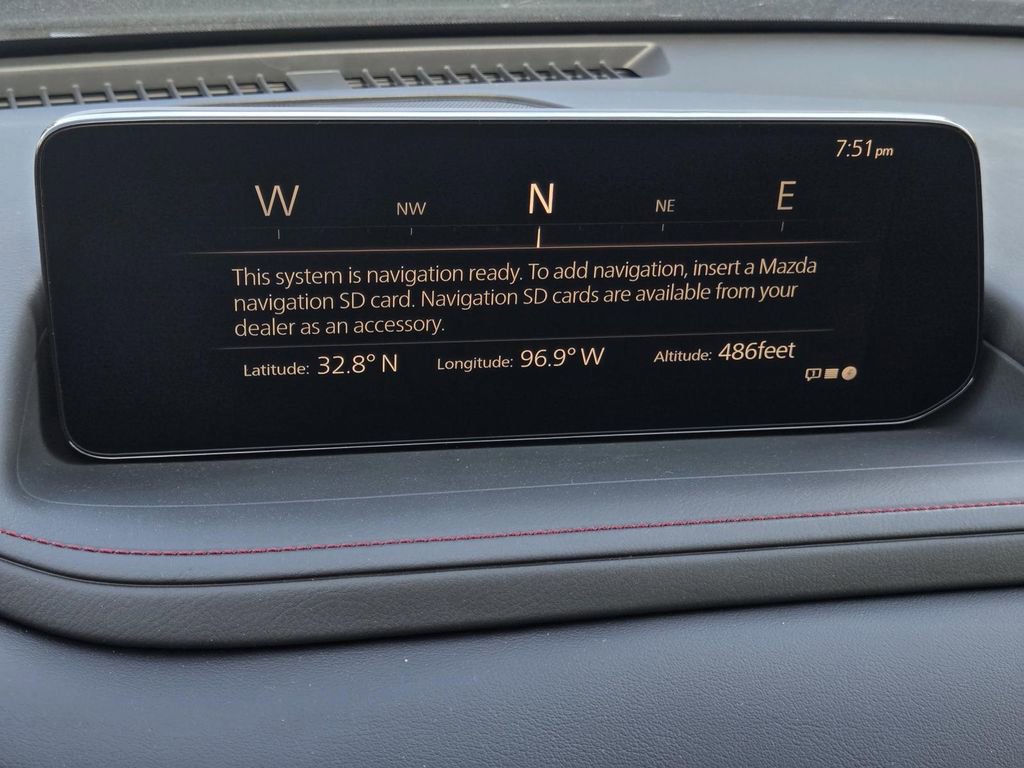 7:51pm
W NW N NE E
This system is navigation ready. To add navigation, insert a Mazda
navigation SD card. Navigation SD cards are available from your
dealer as an accessory.
Latitude: 32.8° N Longitude: 96.9° W Altitude: 486feet